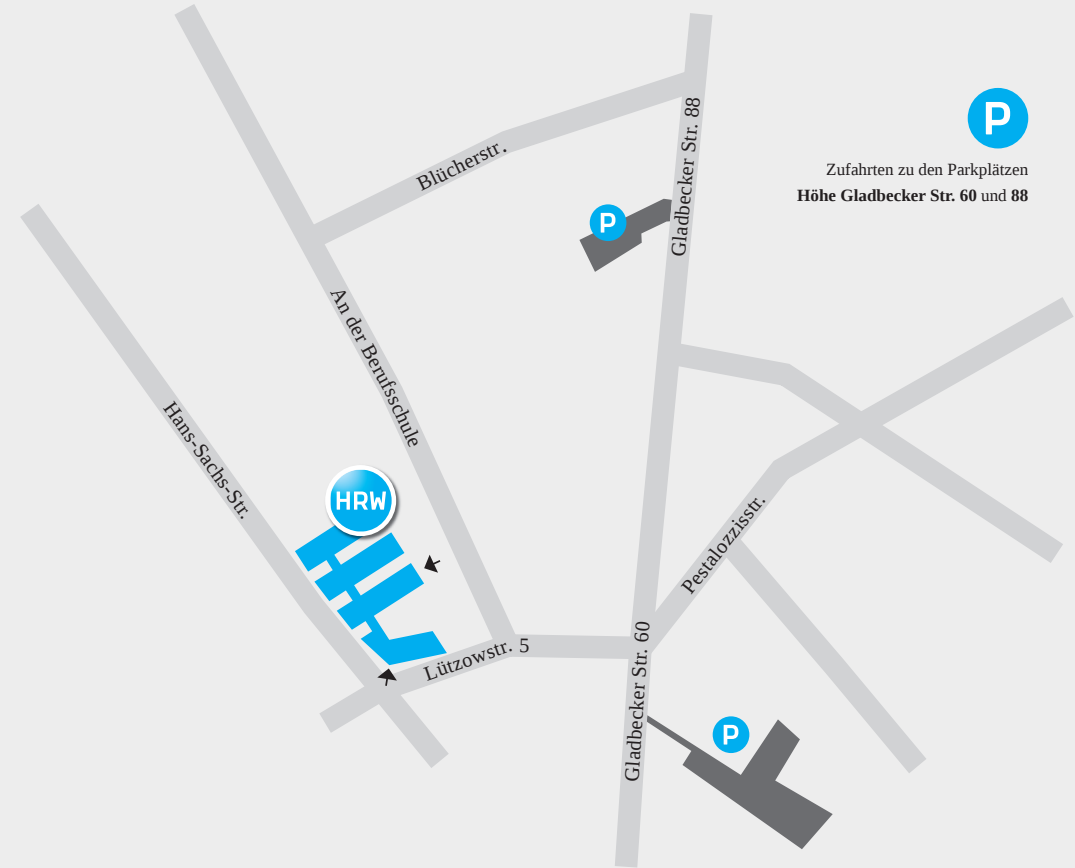 P
Zufahrten zu den Parkplätzen
Höhe Gladbecker Str. 60 und 88
Blücherstr.
Gladbecker Str. 88
P
An der Berufsschule
Hans-Sachs-Str.
HRW
Pestalozzisstr.
Lützowstr. 5
Gladbecker Str. 60
P